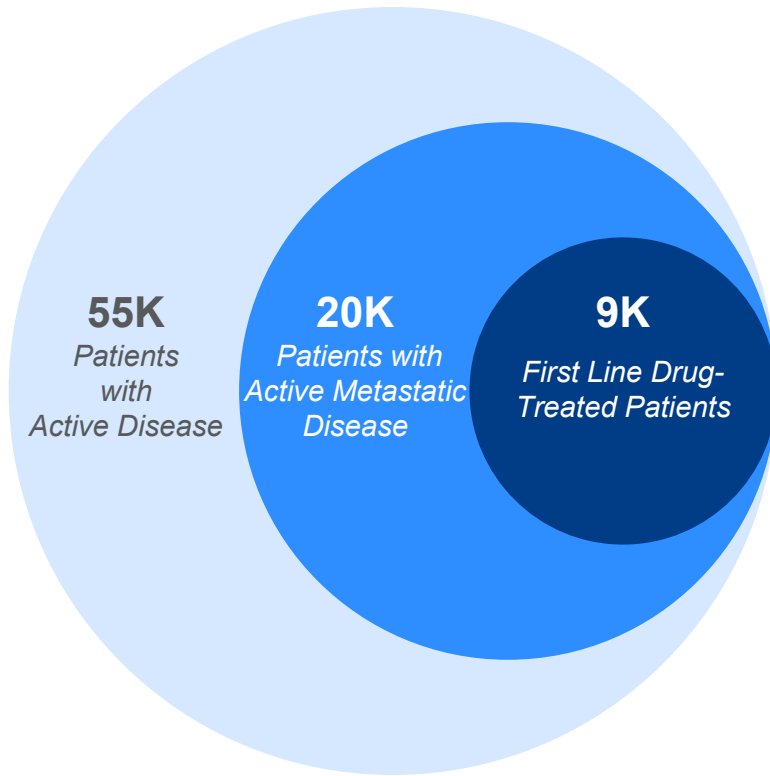 55K
Patients
with
Active Disease
20K
Patients with
Active Metastatic
Disease
9K
First Line Drug-
Treated Patients